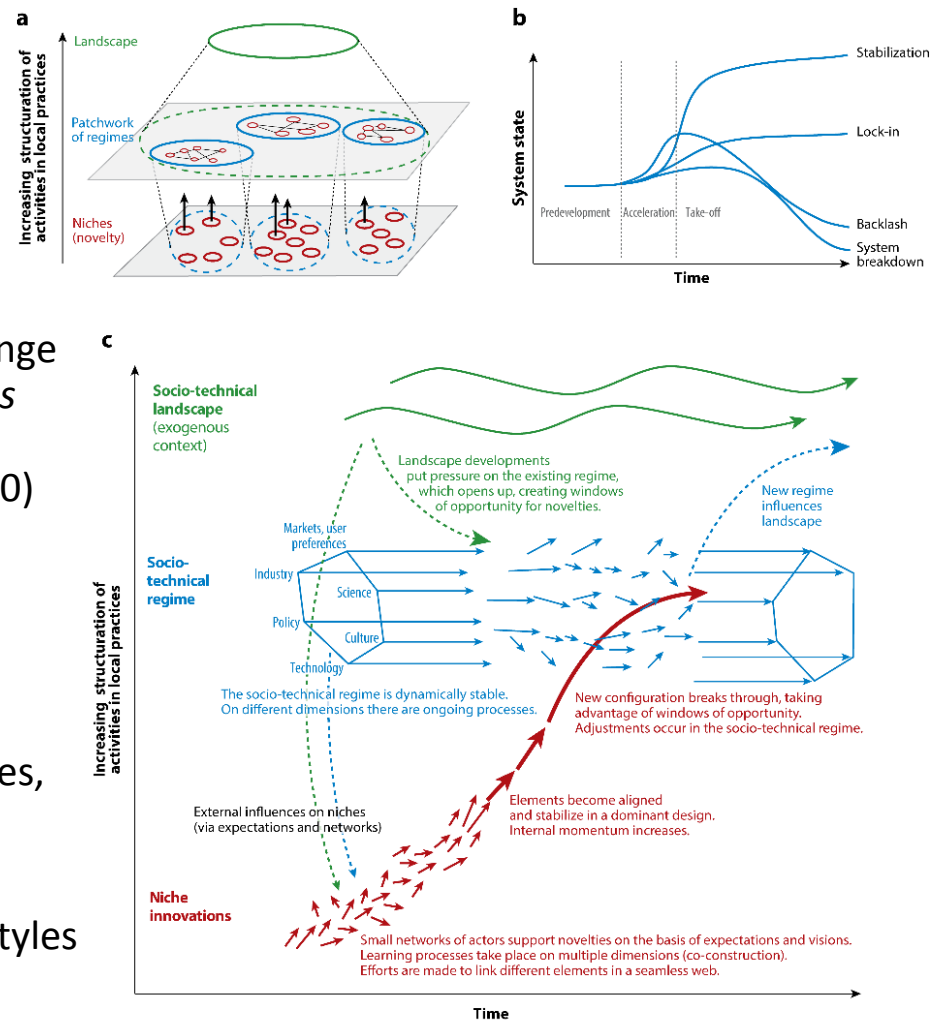 a
Increasing structuration of
activities in local practices
Landscape
Patchwork
of regimes
Niches
(novelty)
b
System state
Stabilization
Lock-in
Predevelopment
Acceleration
Take-off
Backlash
System
breakdown
Time
nge
s
0)
es,
tyles
c
Increasing structuration of
activities in local practices
Socio-technical
landscape
(exogenous
context)
Landscape developments
put pressure on the existing regime,
which opens up, creating windows
of opportunity for novelties.
New regime
influences
landscape
Socio-
technical
regime
Markets, user
preferences
Industry
Science
Policy
Culture
Technology
The socio-technical regime is dynamically stable.
On different dimensions there are ongoing processes.
New configuration breaks through, taking
advantage of windows of opportunity.
Adjustments occur in the socio-technical regime.
External influences on niches
(via expectations and networks)
Elements become aligned
and stabilize in a dominant design.
Internal momentum increases.
Niche
innovations
Small networks of actors support novelties on the basis of expectations and visions.
Learning processes take place on multiple dimensions (co-construction).
Efforts are made to link different elements in a seamless web.
Time